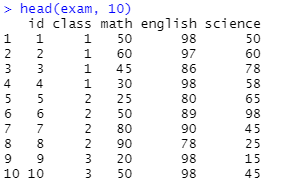 > head(exam, 10)
id class math english science
1 1 1 50 98 50
2 2 1 60 97 60
3 3 1 45 86 78
4 4 1 30 98 58
5 5 2 25 80 65
6 6 2 50 89 98
7 7 2 80 90 45
8 8 2 90 78 25
9 9 3 20 98 15
10 10 3 50 98 45